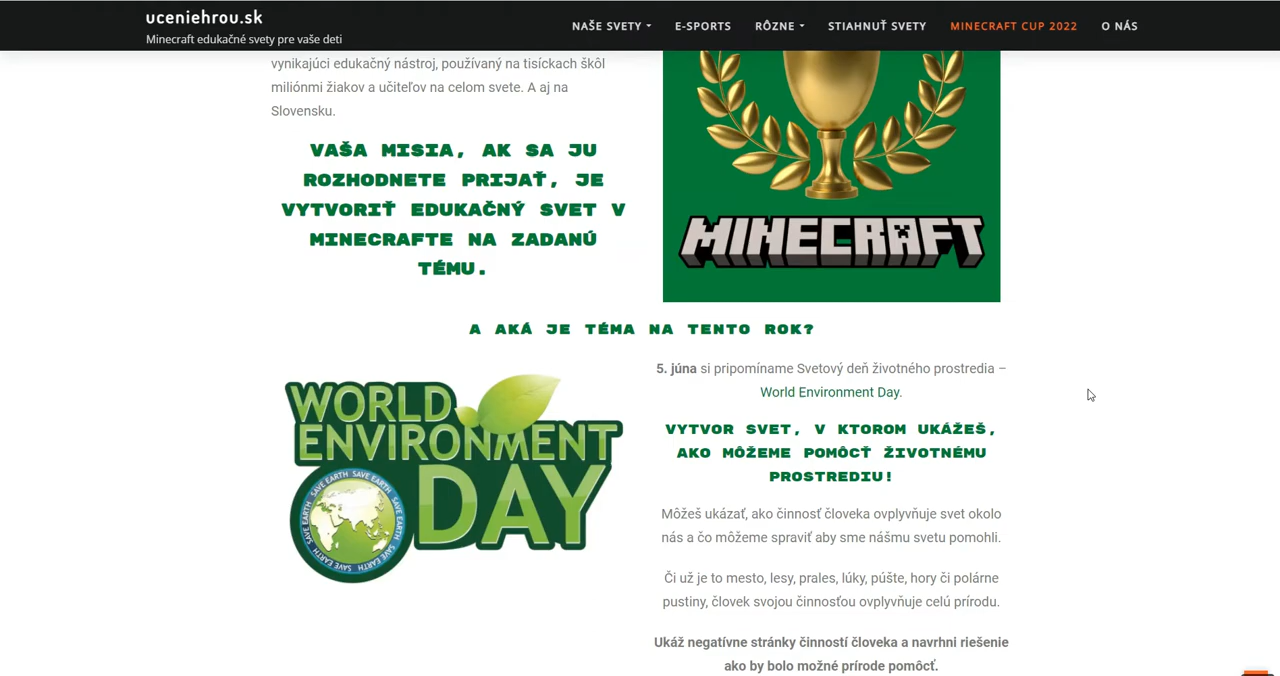 uceniehrou.sk
Minecraft edukačné svety pre vaše deti
NAŠE SVETY
E-SPORTS
RÔZNE
STIAHNUŤ SVETY
MINECRAFT CUP 2022
O NÁS
vynikajúci edukačný nástroj, používaný na tisíckach škôl
miliónmi žiakov a učiteľov na celom svete. A aj na
Slovensku.
VAŠA MISIA, AK SA JU
ROZHODNETE PRIJAŤ, JE
VYTVORIŤ EDUKAČNÝ SVET V
MINECRAFTE NA ZADANÚ
TÉMU.
MINECRAFT
A AKÁ JE TÉMA NA TENTO ROK?
WORLD
ENVIRONMENT
DAY
SAVE EARTH SAVE EARTH SAVE EARTH SAVE EARTH
5. júna si pripomíname Svetový deň životného prostredia –
World Environment Day.
VYTVOR SVET, V KTOROM UKÁŽEŠ,
AKO MÔŽEME POMÔCŤ ŽIVOTNÉMU
PROSTREDIU!
Môžeš ukázať, ako činnosť človeka ovplyvňuje svet okolo
nás a čo môžeme spraviť aby sme nášmu svetu pomohli.
Či už je to mesto, lesy, prales, lúky, púšte, hory či polárne
pustiny, človek svojou činnosťou ovplyvňuje celú prírodu.
Ukáž negatívne stránky činností človeka a navrhni riešenie
ako by bolo možné prírode pomôcť.